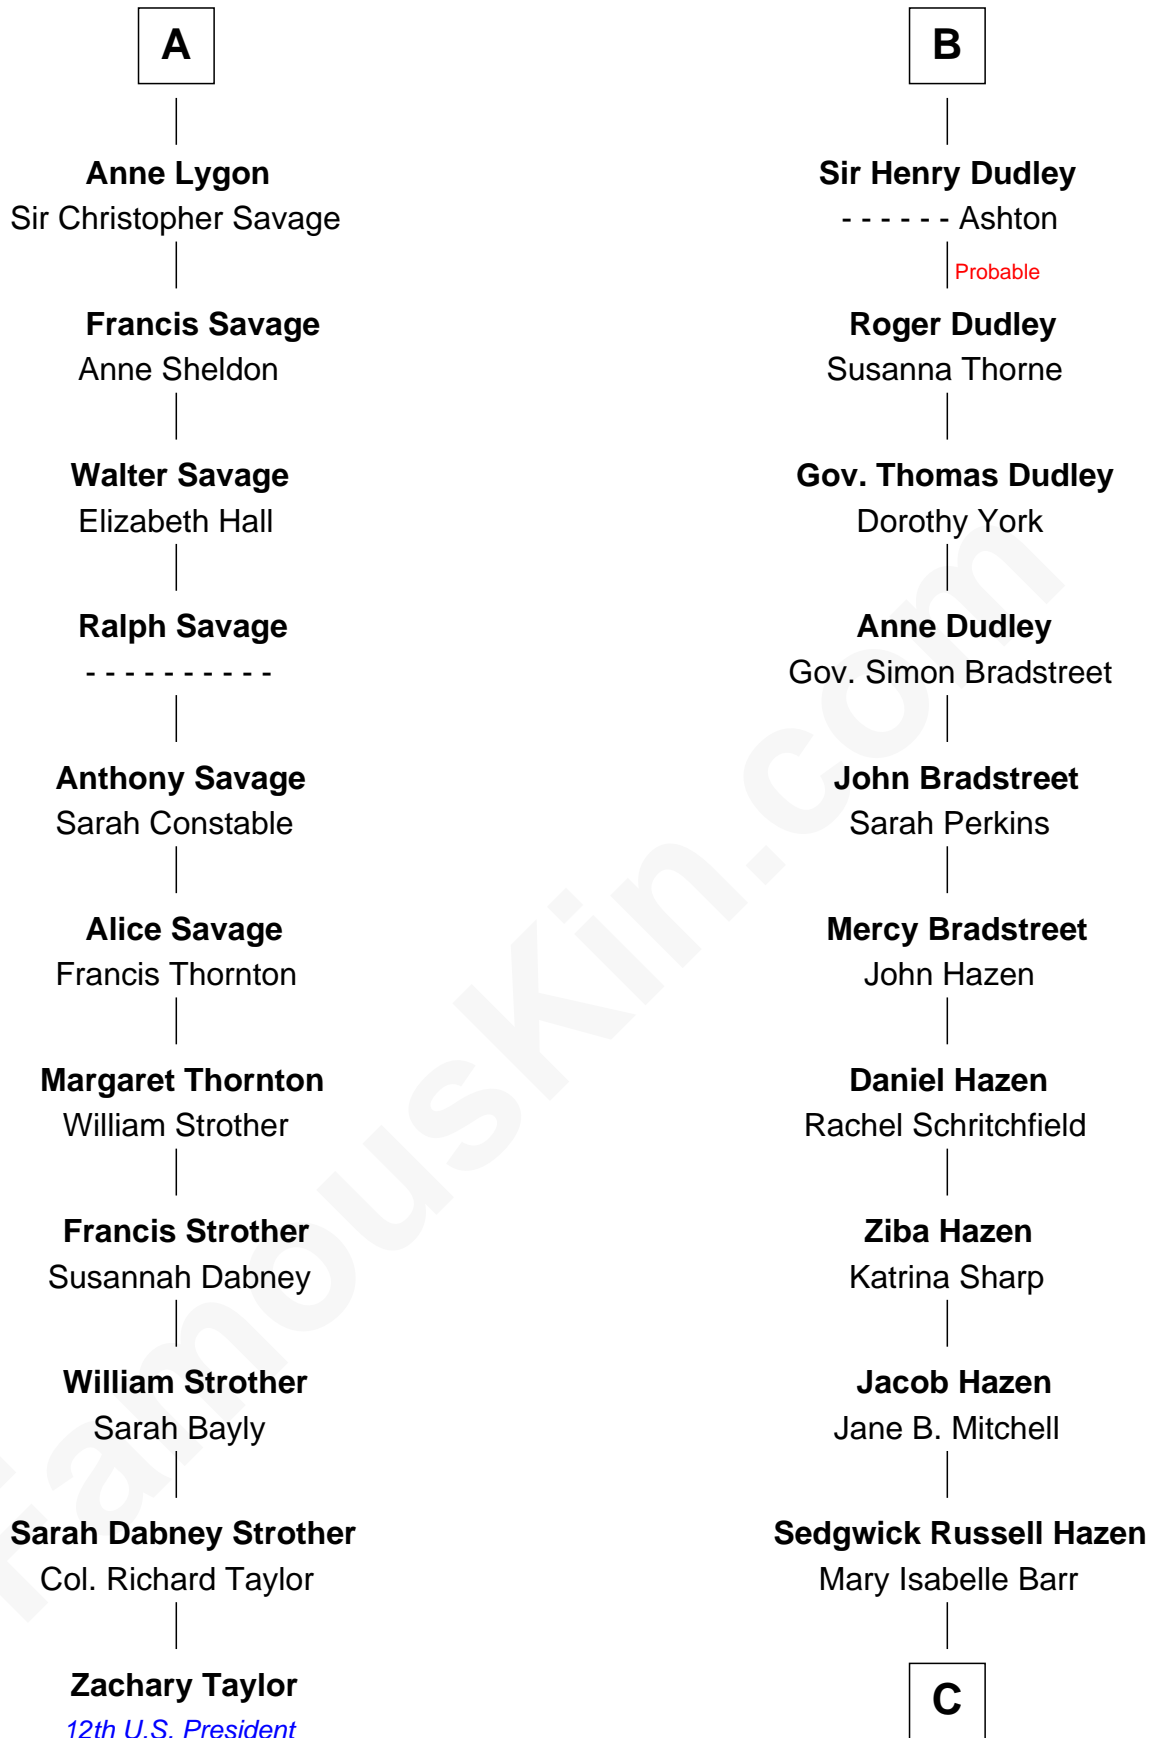 A
Anne Lygon
Sir Christopher Savage
Francis Savage
Anne Sheldon
Walter Savage
Elizabeth Hall
Ralph Savage
- - - - - - - - - -
Anthony Savage
Sarah Constable
Alice Savage
Francis Thornton
Margaret Thornton
William Strother
Francis Strother
Susannah Dabney
William Strother
Sarah Bayly
Sarah Dabney Strother
Col. Richard Taylor
Zachary Taylor
12th U.S. President
B
Sir Henry Dudley
- - - - - - Ashton
Probable
Roger Dudley
Susanna Thorne
Gov. Thomas Dudley
Dorothy York
Anne Dudley
Gov. Simon Bradstreet
John Bradstreet
Sarah Perkins
Mercy Bradstreet
John Hazen
Daniel Hazen
Rachel Schritchfield
Ziba Hazen
Katrina Sharp
Jacob Hazen
Jane B. Mitchell
Sedgwick Russell Hazen
Mary Isabelle Barr
C
famouskin.com